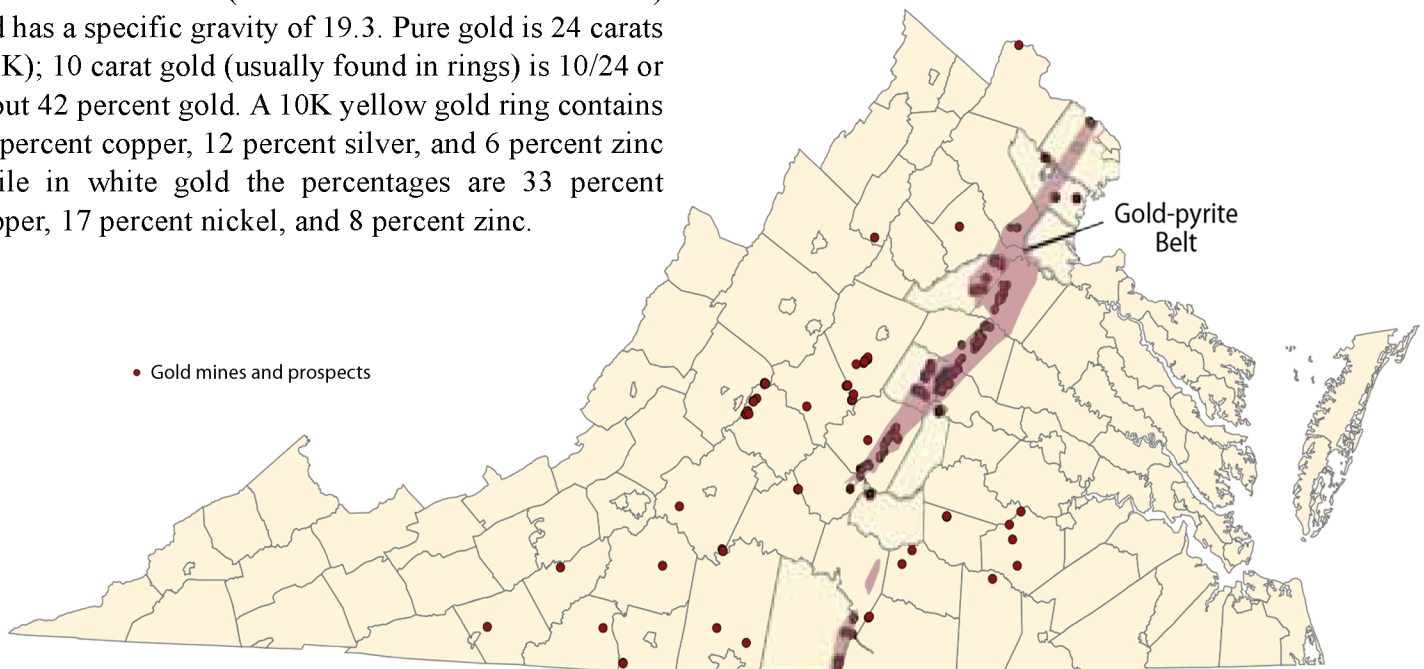 has a specific gravity of 19.3. Pure gold is 24 carats
K); 10 carat gold (usually found in rings) is 10/24 or
42 percent gold. A 10K yellow gold ring contains
percent copper, 12 percent silver, and 6 percent zinc
in white gold the percentages are 33 percent
17 percent nickel, and 8 percent zinc.
Gold-pyrite
Belt
Gold mines and prospects